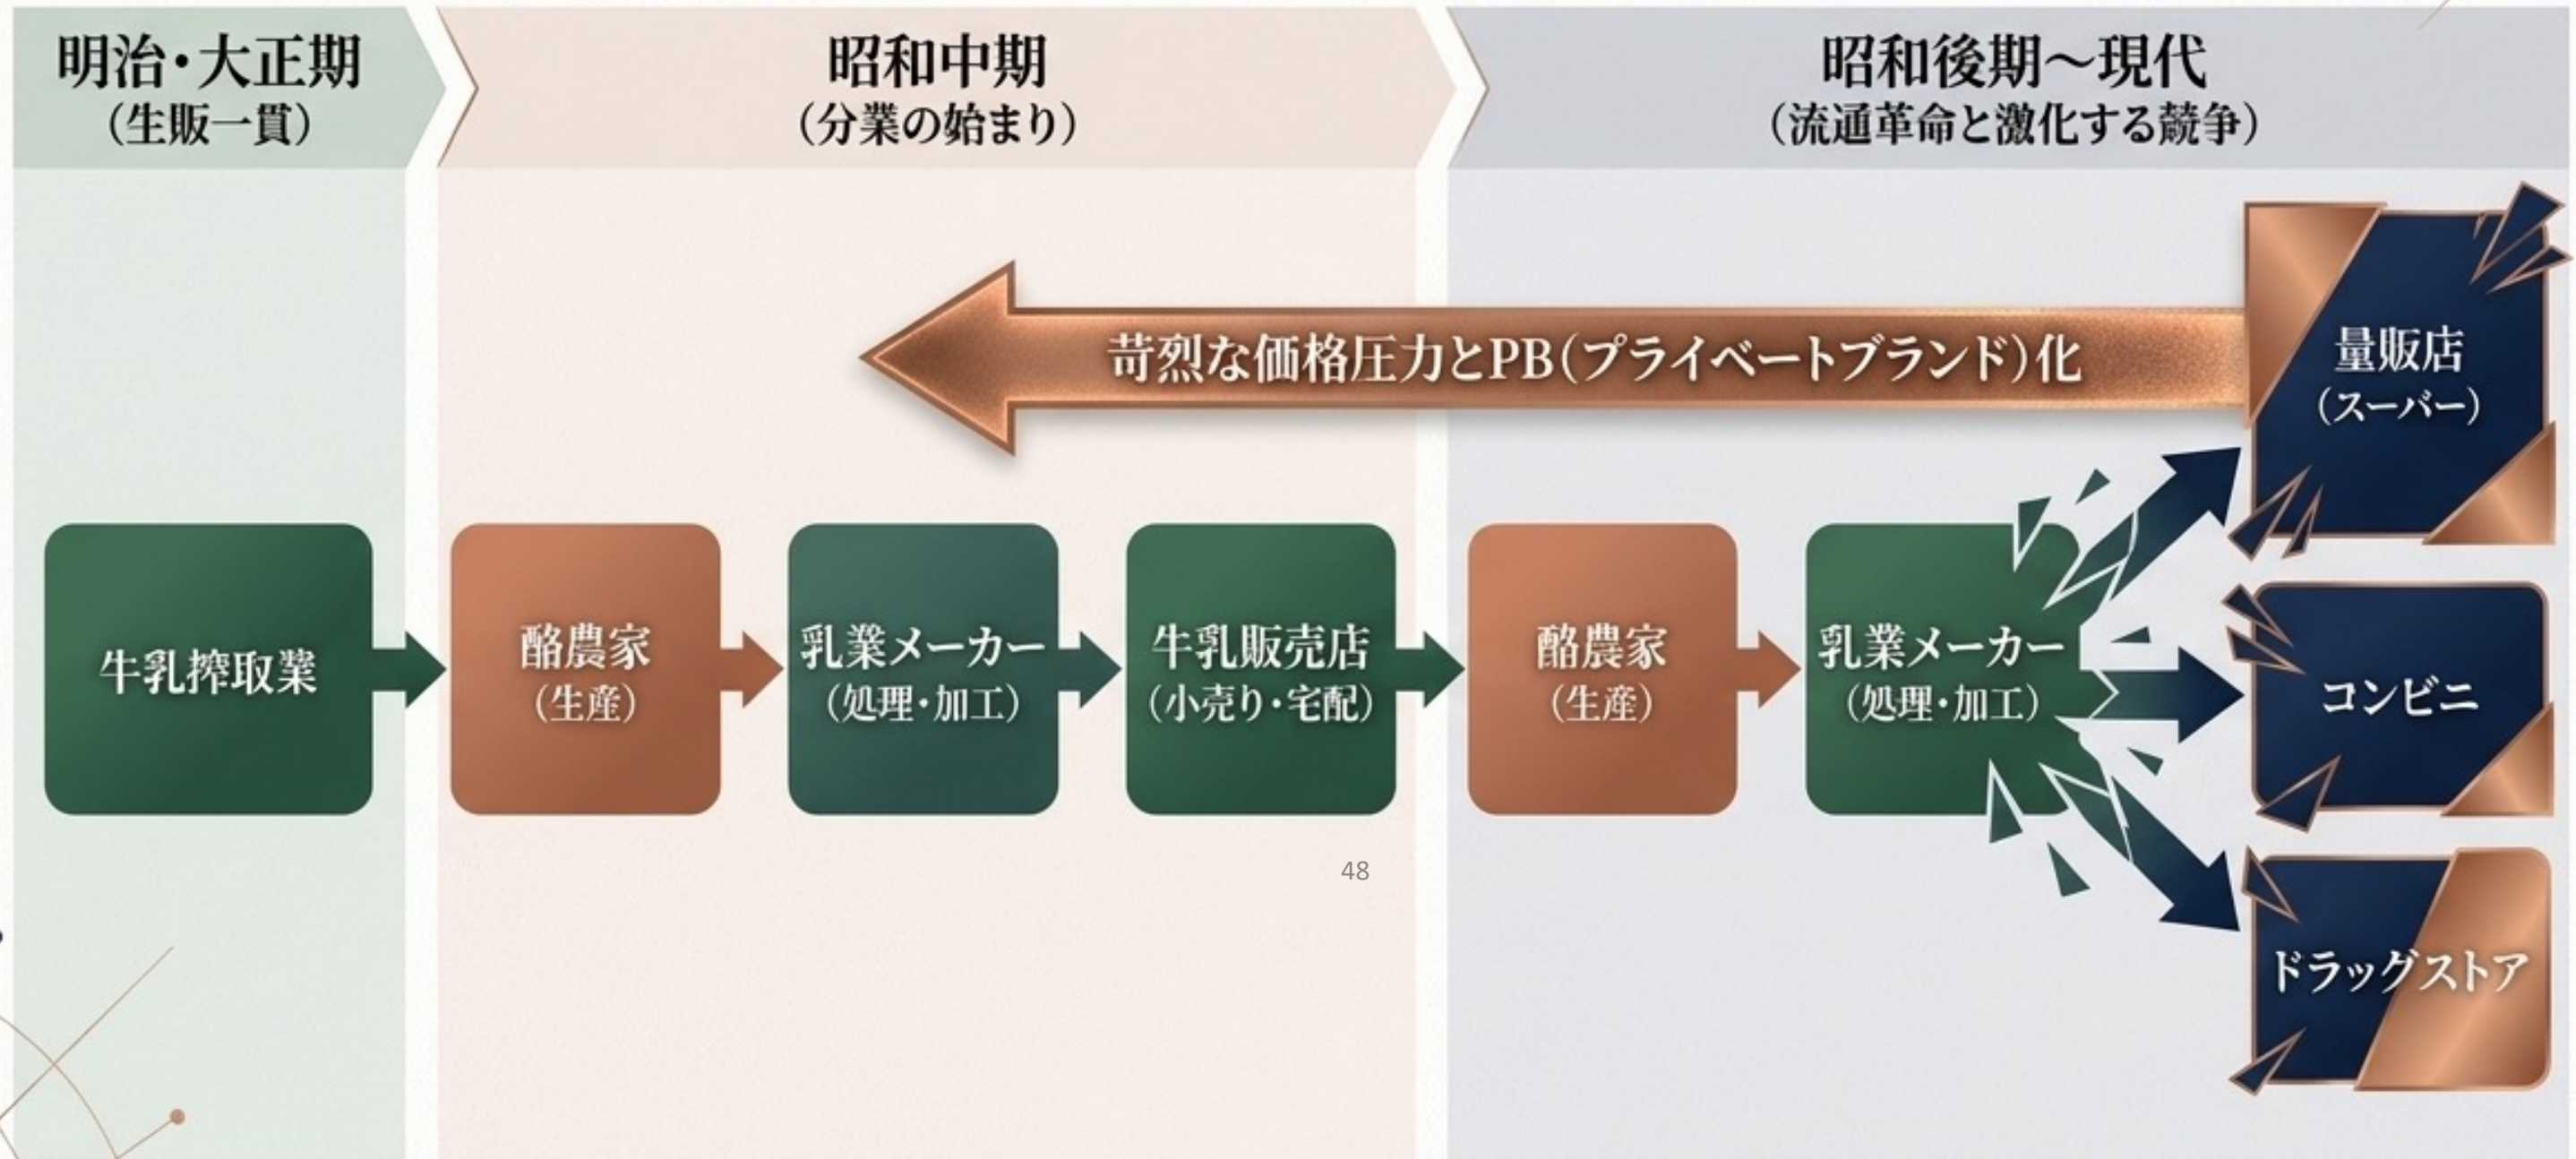 明治・大正期
（生販一貫）
昭和中期
（分業の始まり）
昭和後期～現代
（流通革命と激化する競争）
苛烈な価格圧力とPB（プライベートブランド）化
量販店
（スーパー）
牛乳搾取業
酪農家
（生産）
乳業メーカー
（処理・加工）
牛乳販売店
（小売り・宅配）
酪農家
（生産）
乳業メーカー
（処理・加工）
コンビニ
ドラッグストア
48